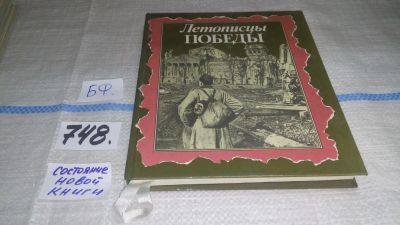 Летописцы
ПОБЕДЫ
БФ.
748.
состояние
новой
книги